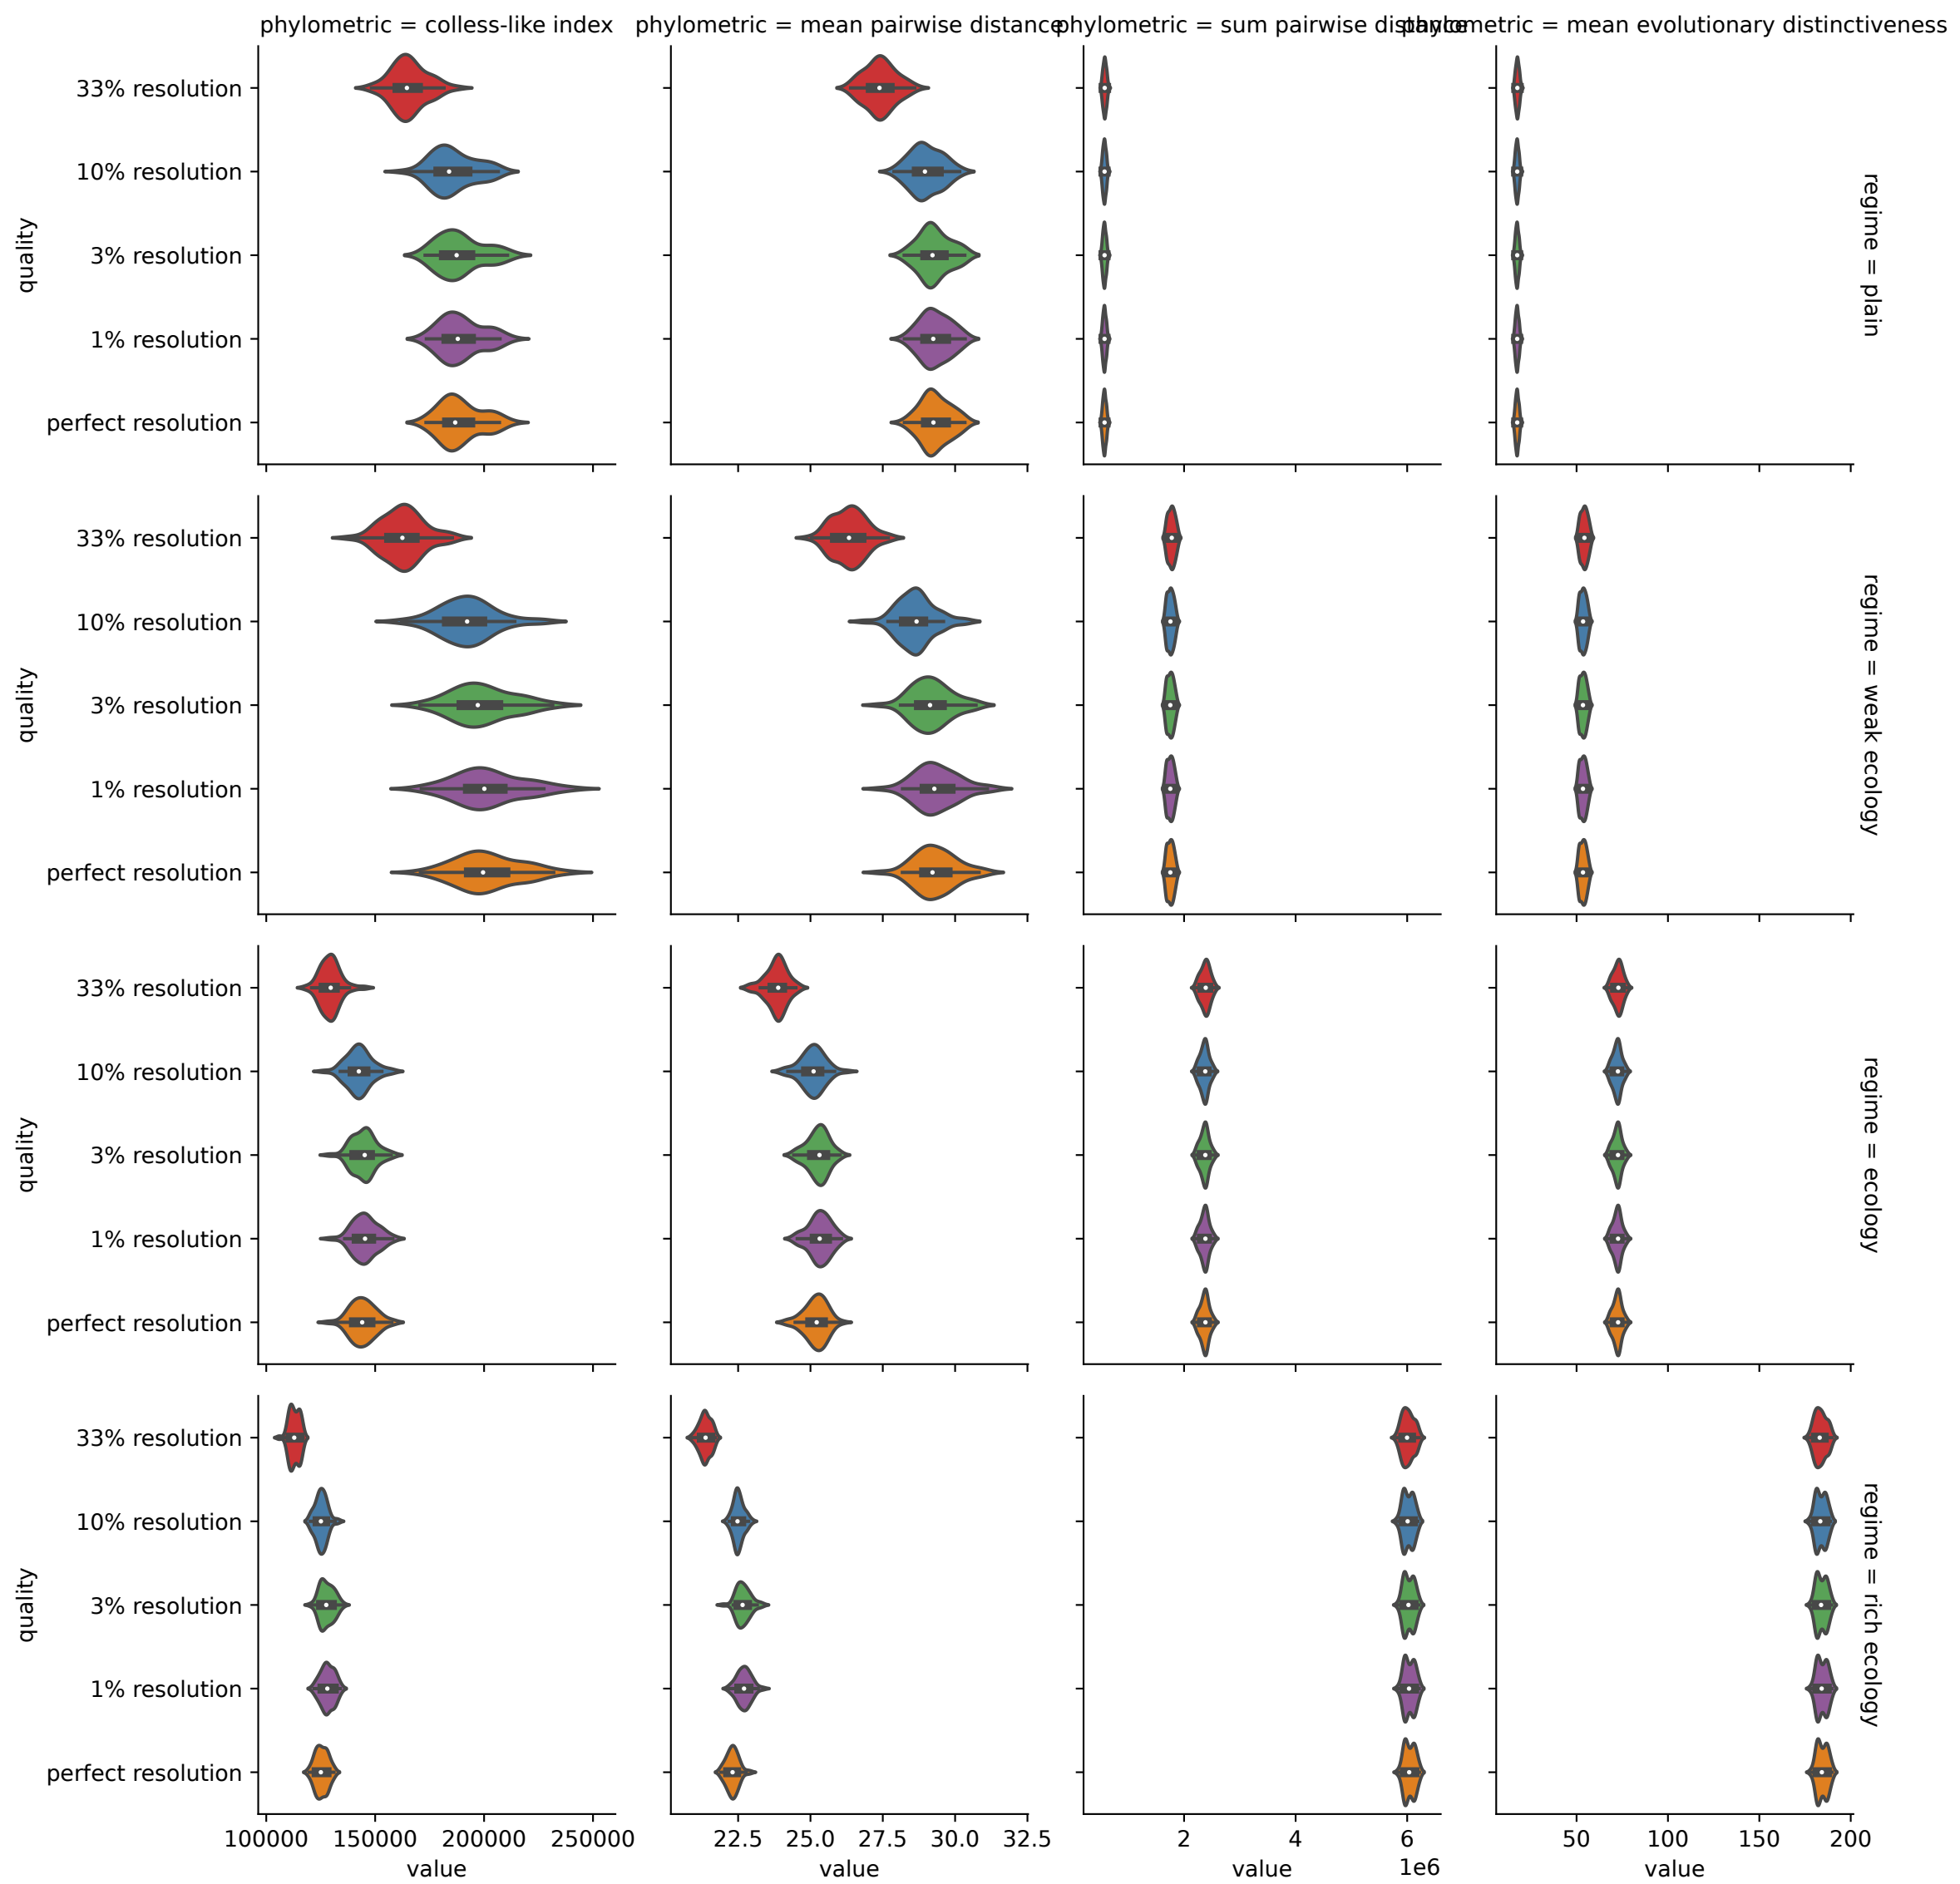 phylometric = colless-like index
phylometric = mean pairwise distance
phylometric = sum pairwise distance
phylometric = mean evolutionary distinctiveness
quality
33% resolution
10% resolution
3% resolution
1% resolution
perfect resolution
regime = plain
quality
33% resolution
10% resolution
3% resolution
1% resolution
perfect resolution
regime = weak ecology
quality
33% resolution
10% resolution
3% resolution
1% resolution
perfect resolution
regime = ecology
quality
33% resolution
10% resolution
3% resolution
1% resolution
perfect resolution
regime = rich ecology
100000 150000 200000 250000
value
22.5 25.0 27.5 30.0 32.5
value
2 4 6
1e6
value
50 100 150 200
value